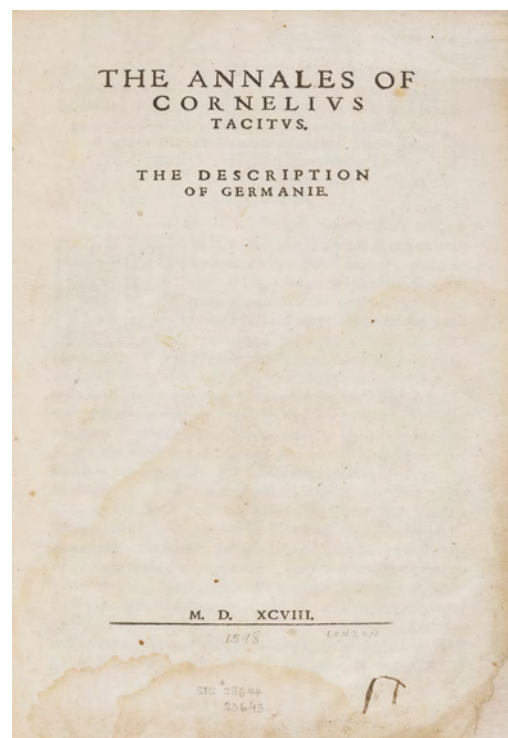 THE ANNALES OF
CORNELIVS
TACITVS.
THE DESCRIPTION
OF GERMANIE.
M. D. XCVIII.
1598 LONDON
STC # 23644
23643